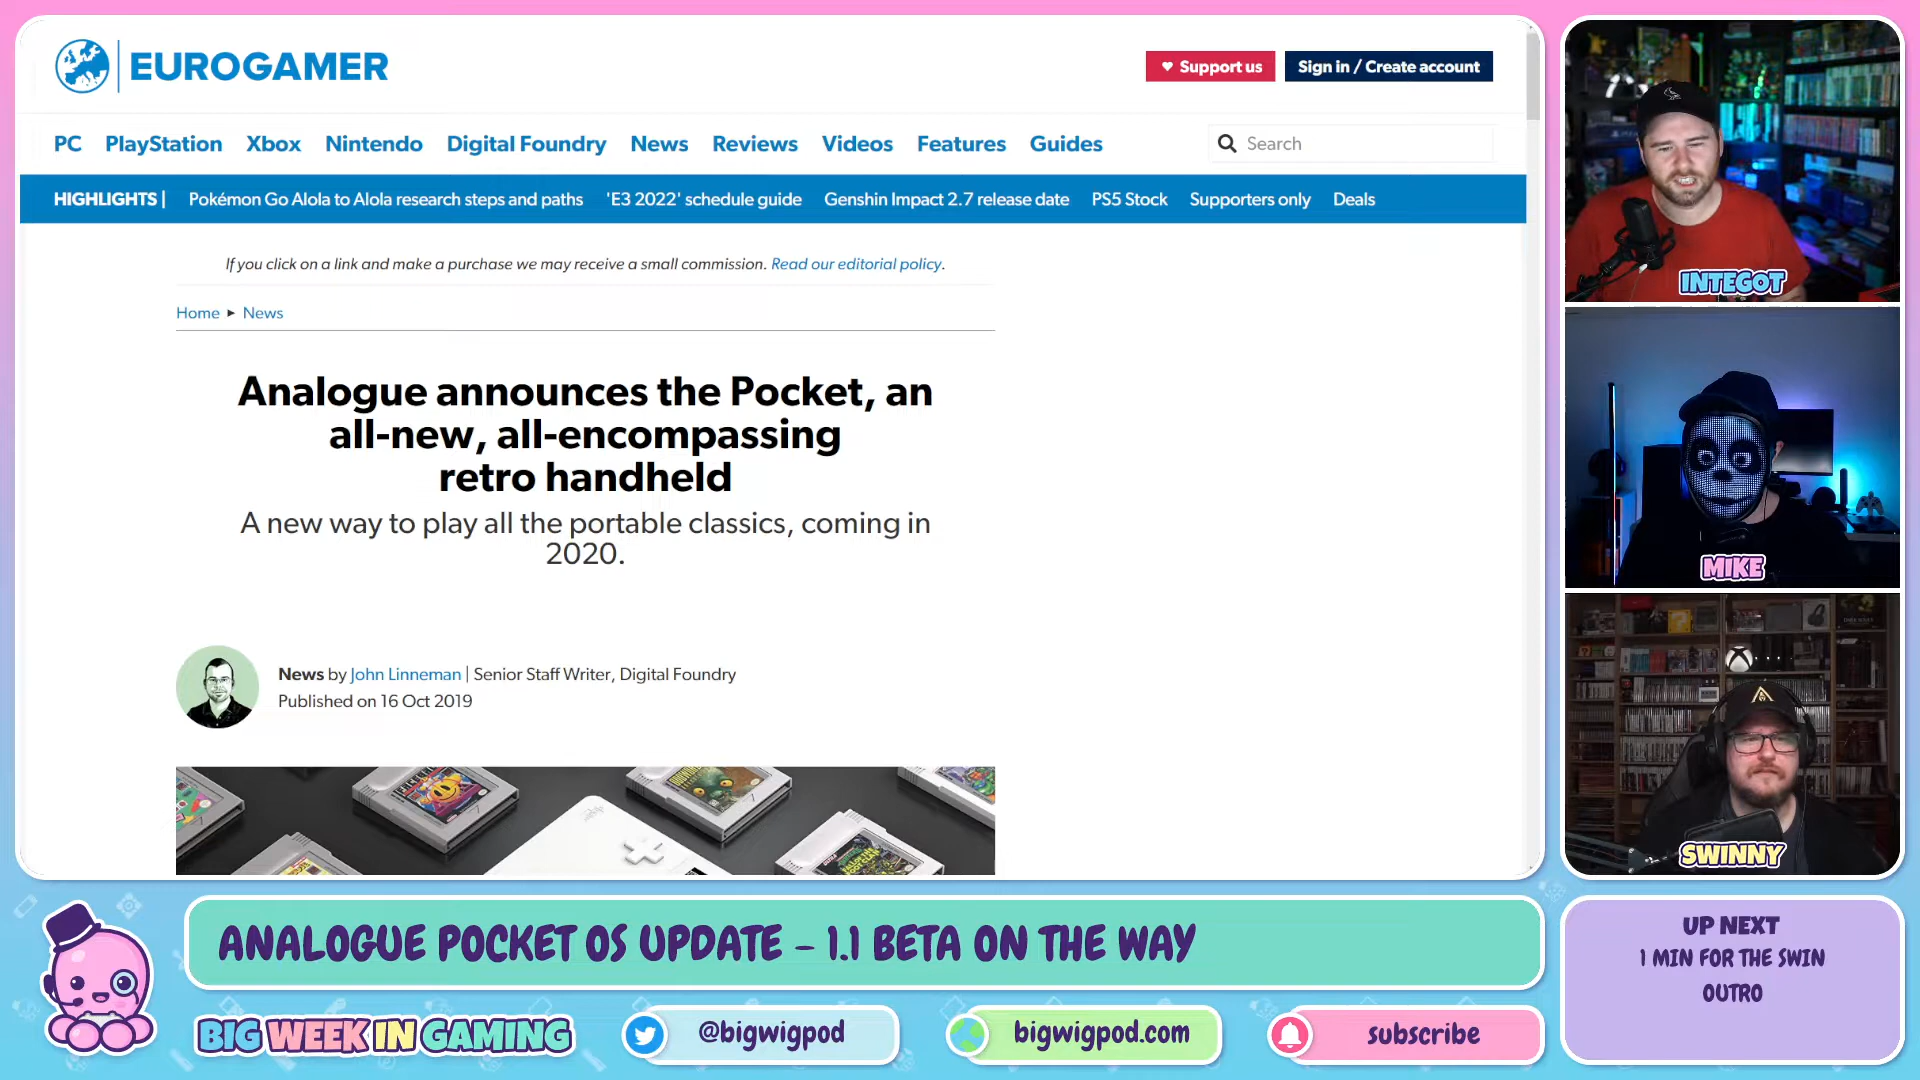 EUROGAMER
Support us
Sign in / Create account
PC PlayStation Xbox Nintendo Digital Foundry News Reviews Videos Features Guides
Search
HIGHLIGHTS | Pokémon Go Alola to Alola research steps and paths 'E3 2022' schedule guide Genshin Impact 2.7 release date PS5 Stock Supporters only Deals
If you click on a link and make a purchase we may receive a small commission. Read our editorial policy.
Home ▸ News
Analogue announces the Pocket, an
all-new, all-encompassing
retro handheld
A new way to play all the portable classics, coming in
2020.
News by John Linneman | Senior Staff Writer, Digital Foundry
Published on 16 Oct 2019
INTEGOT
MIKE
SWINNY
ANALOGUE POCKET OS UPDATE - 1.1 BETA ON THE WAY
BIG WEEK IN GAMING
@bigwigpod
bigwigpod.com
subscribe
UP NEXT
1 MIN FOR THE SWIN
OUTRO